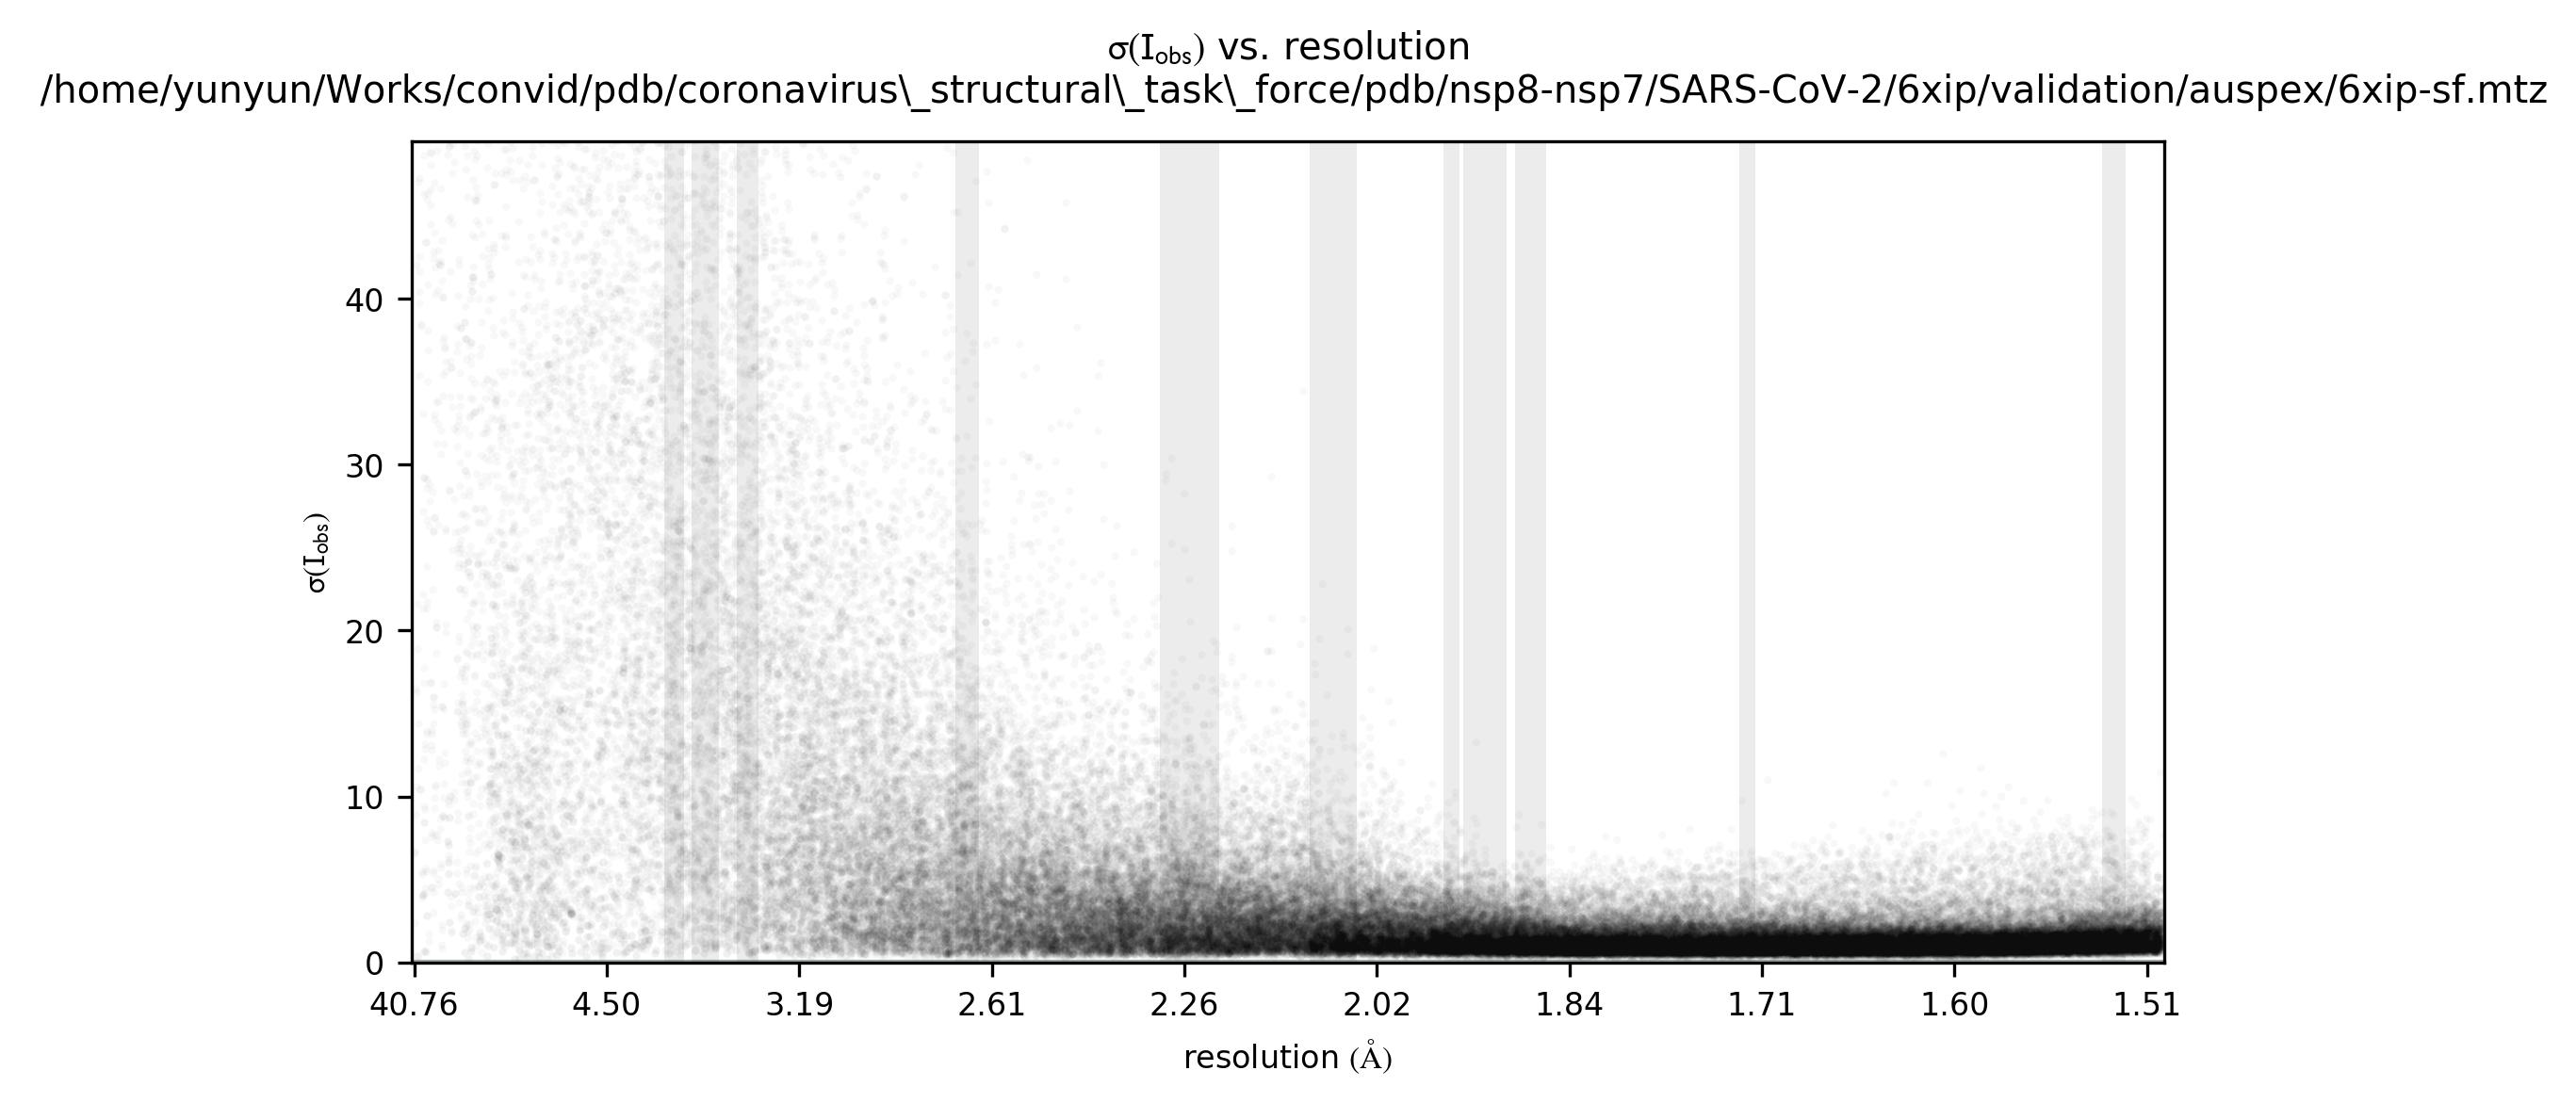 σ(Iobs) vs. resolution
/home/yunyun/Works/convid/pdb/coronavirus\_structural\_task\_force/pdb/nsp8-nsp7/SARS-CoV-2/6xip/validation/auspex/6xip-sf.mtz
σ(Iobs)
40
30
20
10
0
40.76 4.50 3.19 2.61 2.26 2.02 1.84 1.71 1.60 1.51
resolution (Å)